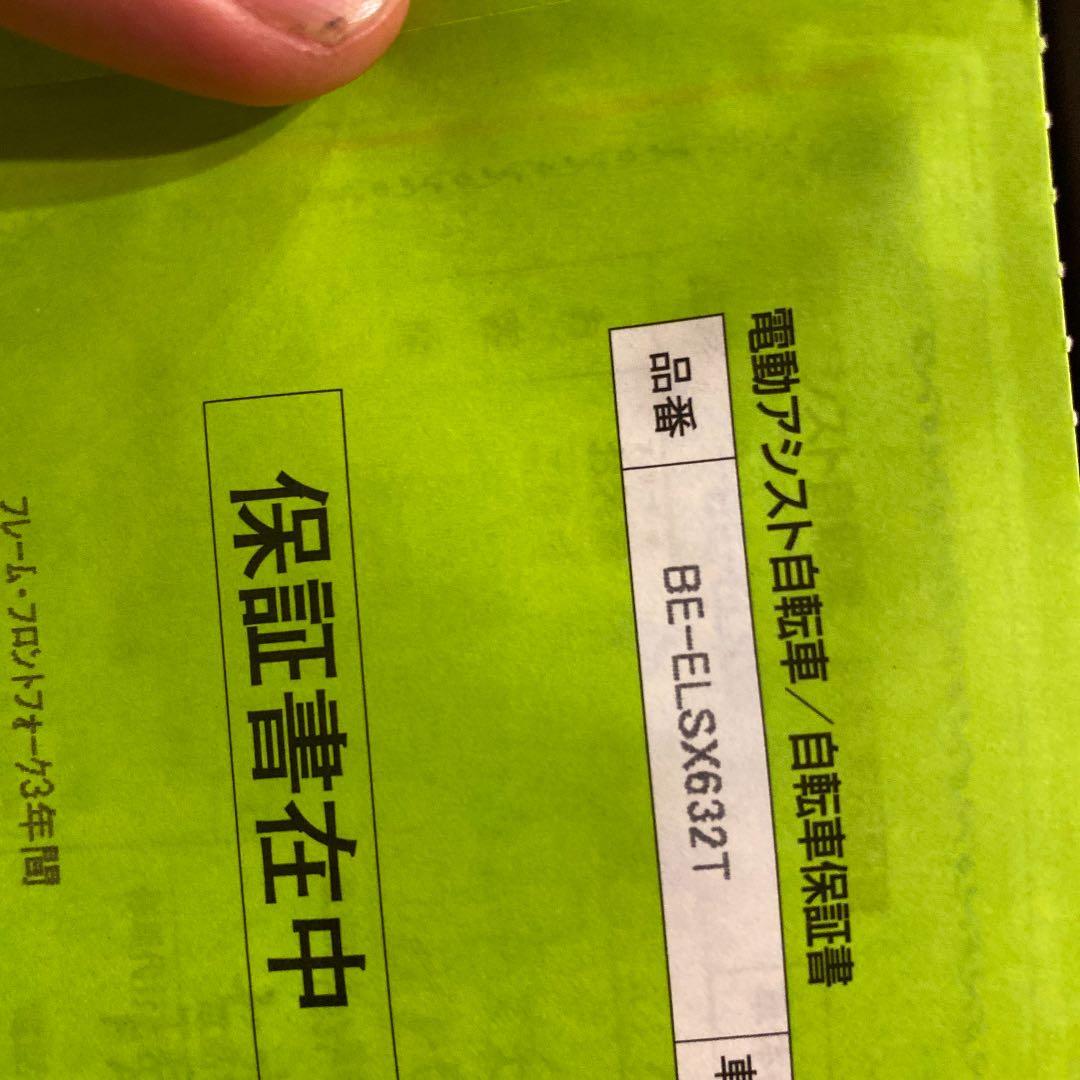 電動アシスト自転車／自転車保証書
品番 BE-ELSX632T 車
保証書在中
フレーム・フロントフォーク3年間